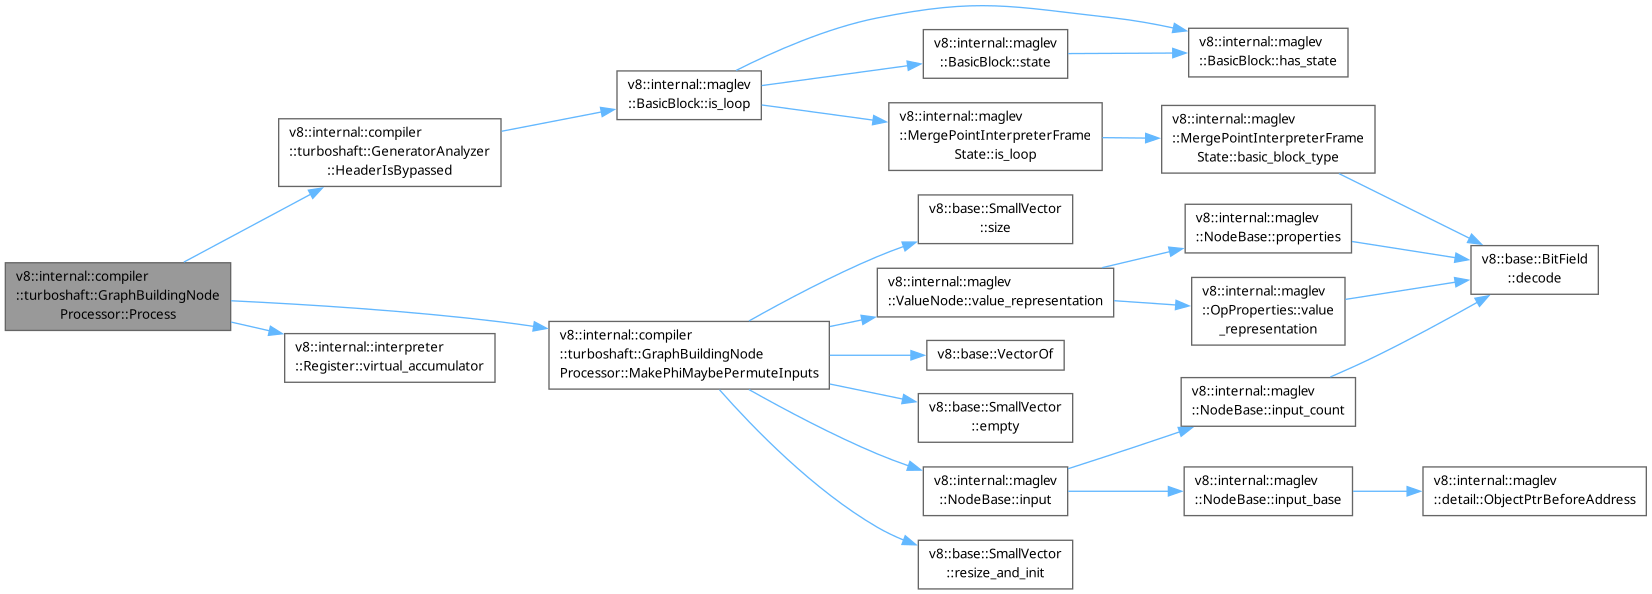 v8::internal::compiler
::turboshaft::GraphBuildingNode
Processor::Process
v8::internal::compiler
::turboshaft::GeneratorAnalyzer
::HeaderIsBypassed
v8::internal::interpreter
::Register::virtual_accumulator
v8::internal::maglev
::BasicBlock::is_loop
v8::internal::compiler
::turboshaft::GraphBuildingNode
Processor::MakePhiMaybePermuteInputs
v8::internal::maglev
::BasicBlock::state
v8::internal::maglev
::MergePointInterpreterFrame
State::is_loop
v8::base::SmallVector
::size
v8::internal::maglev
::ValueNode::value_representation
v8::base::VectorOf
v8::base::SmallVector
::empty
v8::internal::maglev
::NodeBase::input
v8::base::SmallVector
::resize_and_init
v8::internal::maglev
::BasicBlock::has_state
v8::internal::maglev
::MergePointInterpreterFrame
State::basic_block_type
v8::internal::maglev
::NodeBase::properties
v8::internal::maglev
::OpProperties::value
_representation
v8::internal::maglev
::NodeBase::input_count
v8::internal::maglev
::NodeBase::input_base
v8::base::BitField
::decode
v8::internal::maglev
::detail::ObjectPtrBeforeAddress